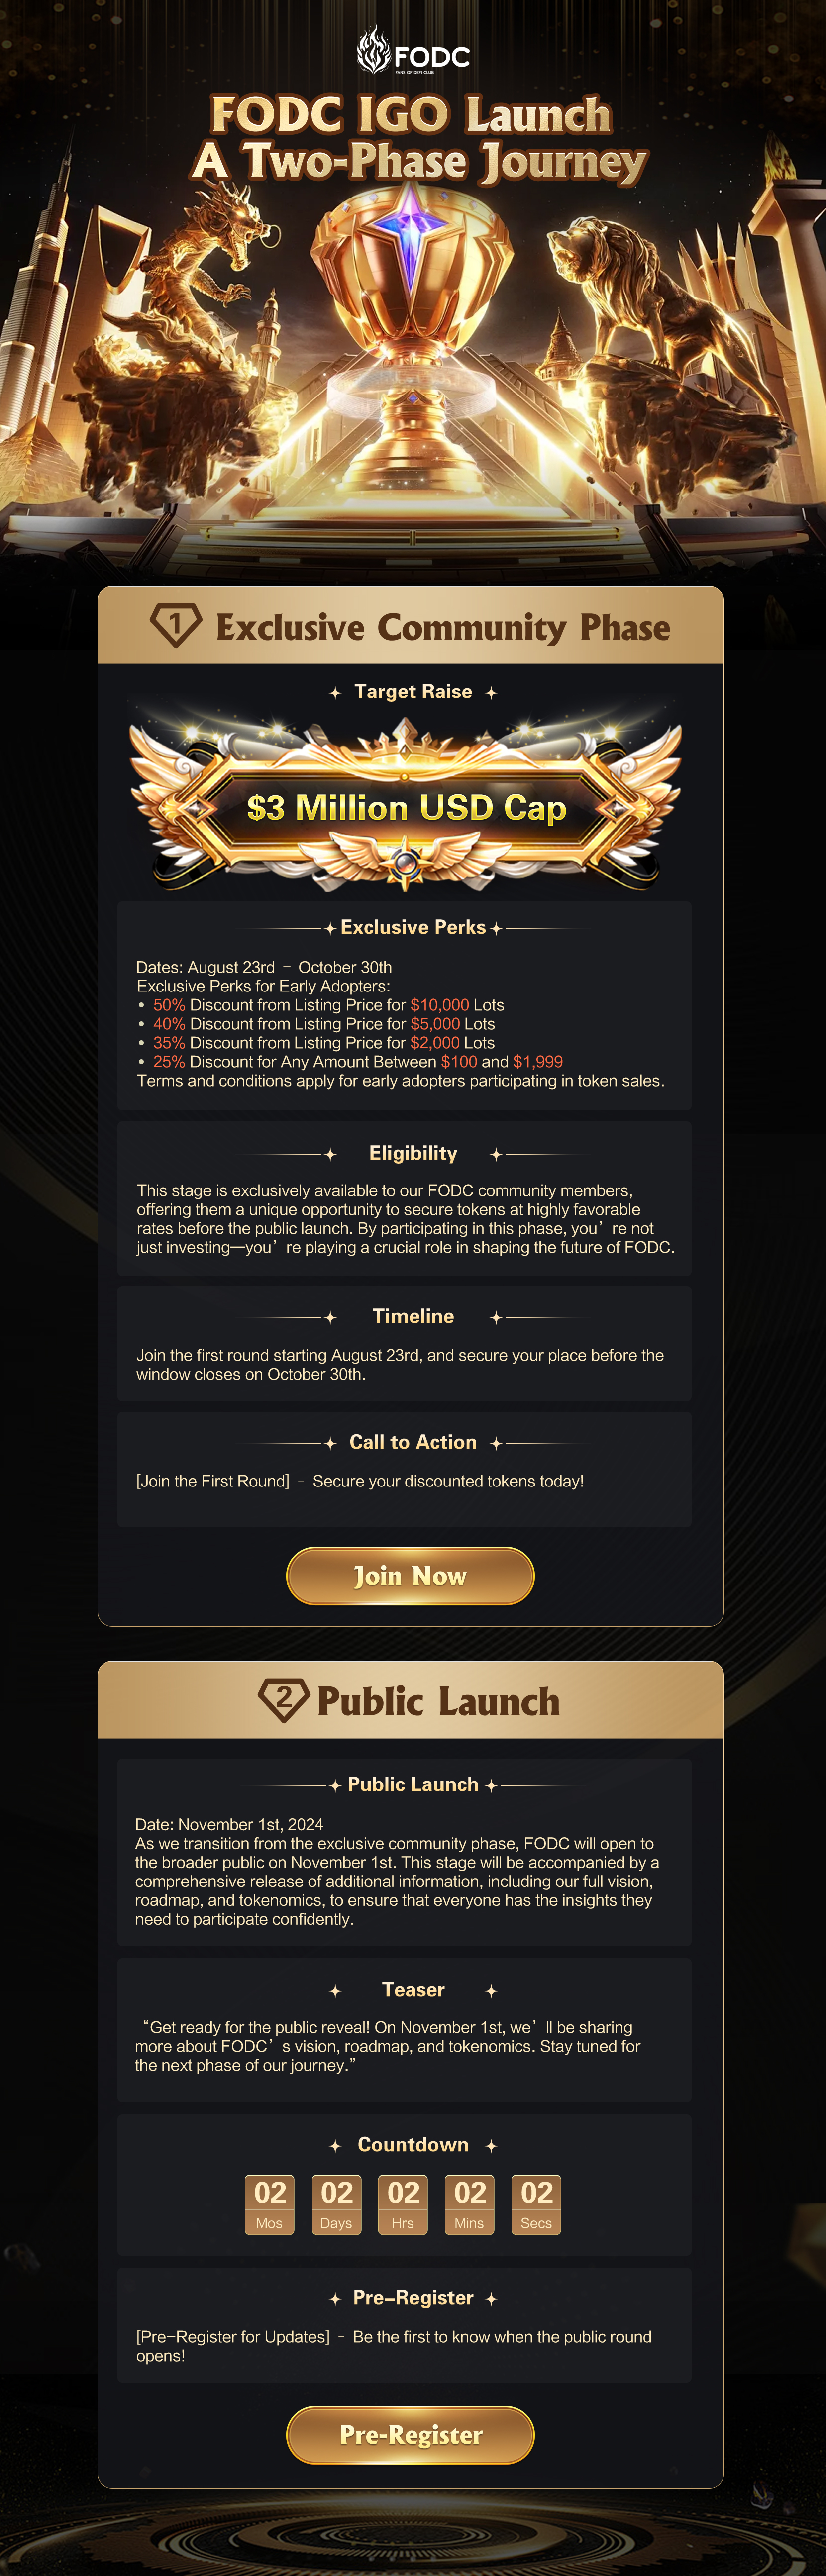 FODC
FANS OF DEFI CLUB
FODC IGO Launch
A Two-Phase Journey
1 Exclusive Community Phase
Target Raise
$3 Million USD Cap
Exclusive Perks
Dates: August 23rd – October 30th
Exclusive Perks for Early Adopters:
• 50% Discount from Listing Price for $10,000 Lots
• 40% Discount from Listing Price for $5,000 Lots
• 35% Discount from Listing Price for $2,000 Lots
• 25% Discount for Any Amount Between $100 and $1,999
Terms and conditions apply for early adopters participating in token sales.
Eligibility
This stage is exclusively available to our FODC community members,
offering them a unique opportunity to secure tokens at highly favorable
rates before the public launch. By participating in this phase, you’re not
just investing—you’re playing a crucial role in shaping the future of FODC.
Timeline
Join the first round starting August 23rd, and secure your place before the
window closes on October 30th.
Call to Action
[Join the First Round] – Secure your discounted tokens today!
Join Now
2 Public Launch
Public Launch
Date: November 1st, 2024
As we transition from the exclusive community phase, FODC will open to
the broader public on November 1st. This stage will be accompanied by a
comprehensive release of additional information, including our full vision,
roadmap, and tokenomics, to ensure that everyone has the insights they
need to participate confidently.
Teaser
“Get ready for the public reveal! On November 1st, we’ll be sharing
more about FODC’s vision, roadmap, and tokenomics. Stay tuned for
the next phase of our journey.”
Countdown
02 02 02 02 02
Mos Days Hrs Mins Secs
Pre-Register
[Pre-Register for Updates] – Be the first to know when the public round
opens!
Pre-Register